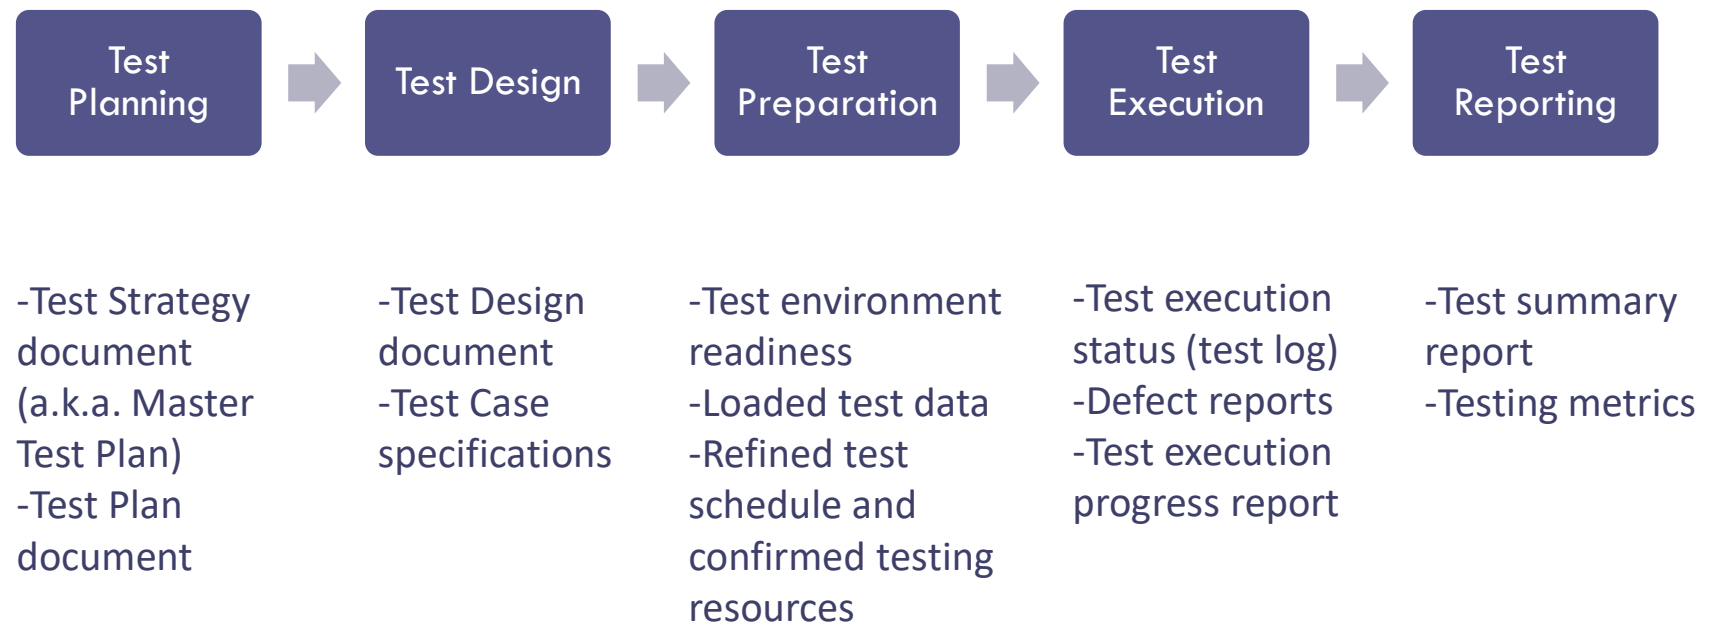 Test
Planning
Test Design
Test
Preparation
Test
Execution
Test
Reporting
-Test Strategy
document
(a.k.a. Master
Test Plan)
-Test Plan
document
-Test Design
document
-Test Case
specifications
-Test environment
readiness
-Loaded test data
-Refined test
schedule and
confirmed testing
resources
-Test execution
status (test log)
-Defect reports
-Test execution
progress report
-Test summary
report
-Testing metrics